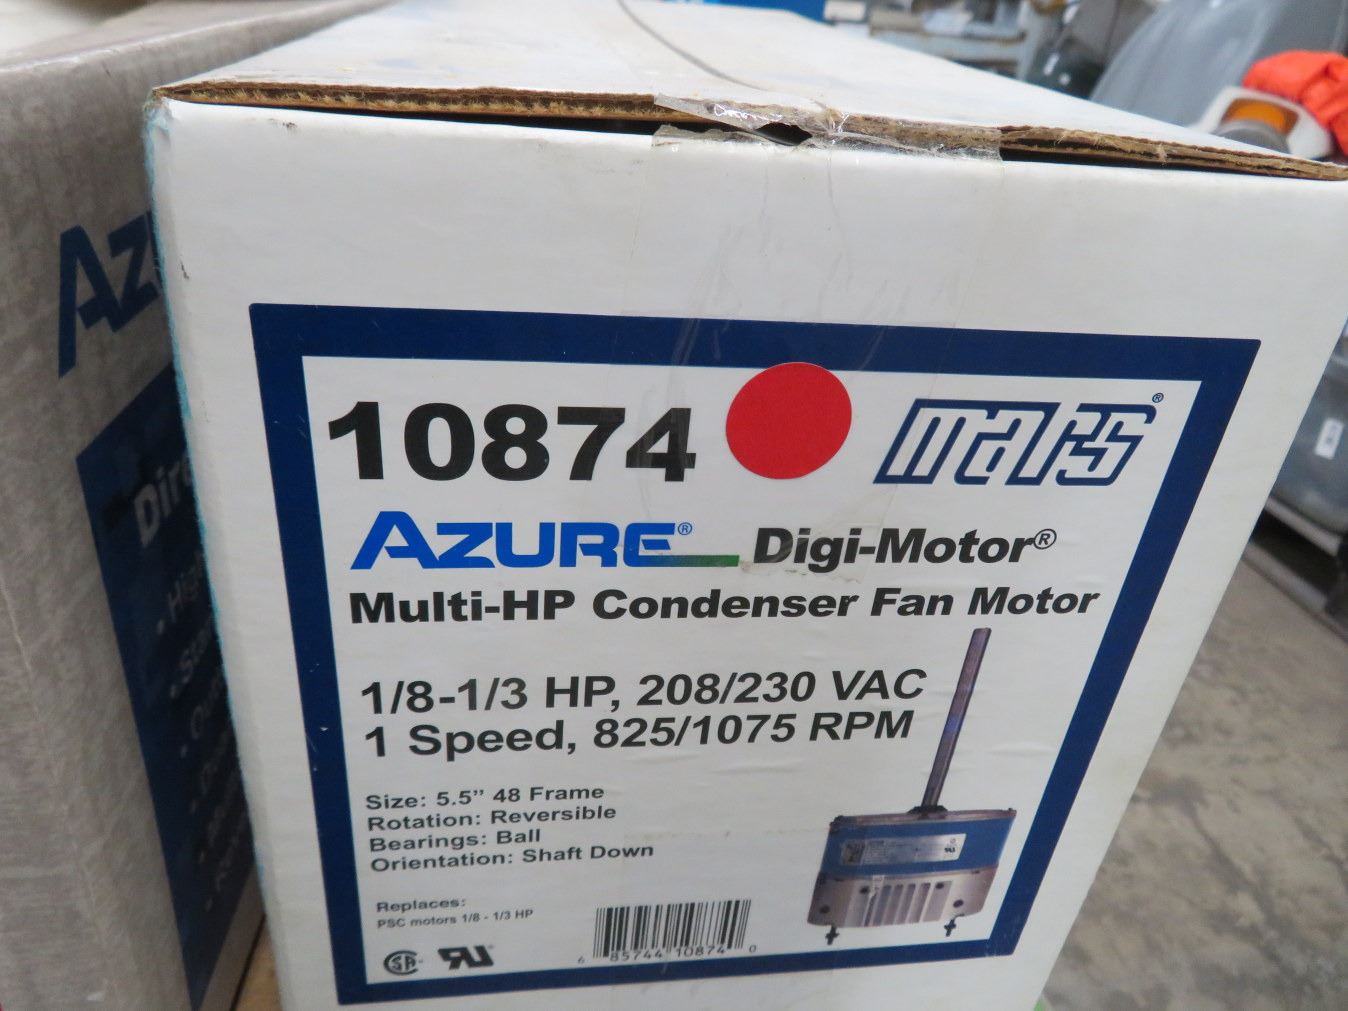 10874
mars®
AZURE® Digi-Motor®
Multi-HP Condenser Fan Motor
1/8-1/3 HP, 208/230 VAC
1 Speed, 825/1075 RPM
Size: 5.5" 48 Frame
Rotation: Reversible
Bearings: Ball
Orientation: Shaft Down
Replaces:
PSC motors 1/8 - 1/3 HP
6 85744 10874 0
AZ